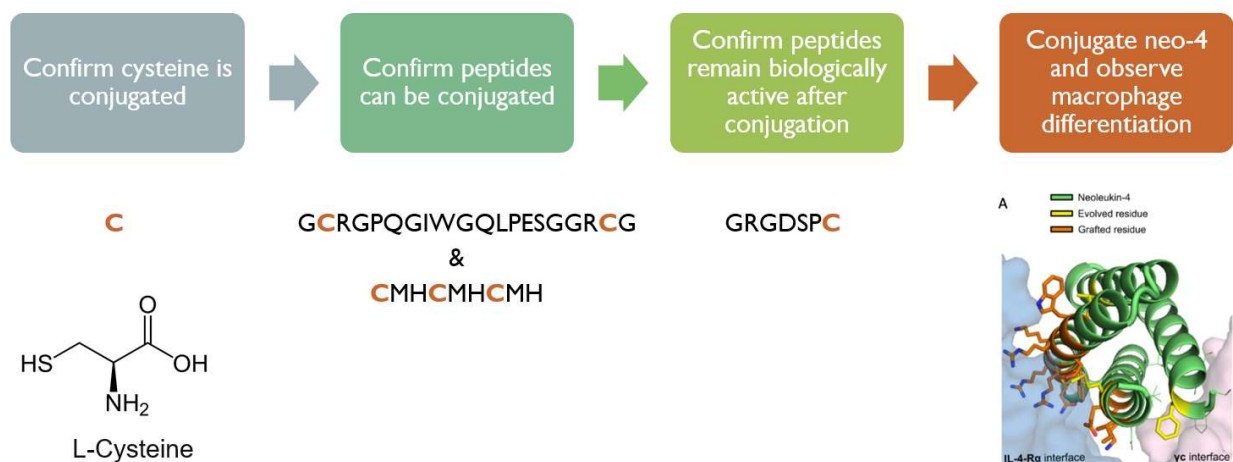 Confirm cysteine is
conjugated
Confirm peptides
can be conjugated
Confirm peptides
remain biologically
active after
conjugation
Conjugate neo-4
and observe
macrophage
differentiation
C
GCRGPQGIWGQLPESGGRCG
&
CMHCMHCMH
GRGDSPC
O
HS
OH
NH₂
L-Cysteine
A
Neoleukin-4
Evolved residue
Grafted residue
IL-4-Rα interface
γc interface